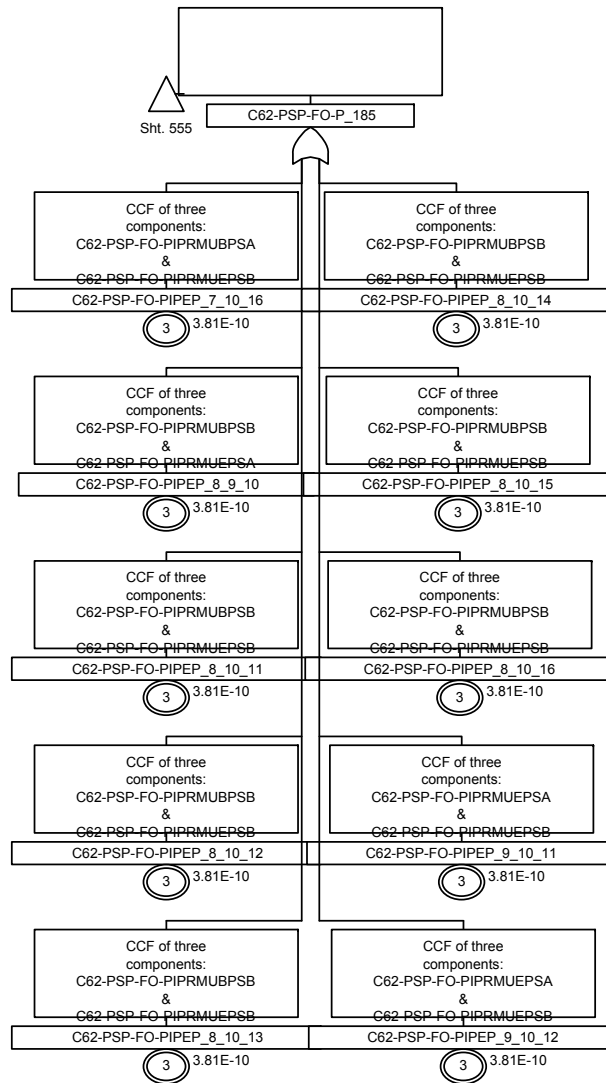 Sht. 555
C62-PSP-FO-P_185
CCF of three
components:
C62-PSP-FO-PIPRMUBPSA
&
C62-PSP-FO-PIPRMUEPSB
C62-PSP-FO-PIPEP_7_10_16
3
3.81E-10
CCF of three
components:
C62-PSP-FO-PIPRMUBPSB
&
C62-PSP-FO-PIPRMUEPSB
C62-PSP-FO-PIPEP_8_10_14
3
3.81E-10
CCF of three
components:
C62-PSP-FO-PIPRMUBPSB
&
C62-PSP-FO-PIPRMUEPSA
C62-PSP-FO-PIPEP_8_9_10
3
3.81E-10
CCF of three
components:
C62-PSP-FO-PIPRMUBPSB
&
C62-PSP-FO-PIPRMUEPSB
C62-PSP-FO-PIPEP_8_10_15
3
3.81E-10
CCF of three
components:
C62-PSP-FO-PIPRMUBPSB
&
C62-PSP-FO-PIPRMUEPSB
C62-PSP-FO-PIPEP_8_10_11
3
3.81E-10
CCF of three
components:
C62-PSP-FO-PIPRMUBPSB
&
C62-PSP-FO-PIPRMUEPSB
C62-PSP-FO-PIPEP_8_10_16
3
3.81E-10
CCF of three
components:
C62-PSP-FO-PIPRMUBPSB
&
C62-PSP-FO-PIPRMUEPSB
C62-PSP-FO-PIPEP_8_10_12
3
3.81E-10
CCF of three
components:
C62-PSP-FO-PIPRMUEPSA
&
C62-PSP-FO-PIPRMUEPSB
C62-PSP-FO-PIPEP_9_10_11
3
3.81E-10
CCF of three
components:
C62-PSP-FO-PIPRMUBPSB
&
C62-PSP-FO-PIPRMUEPSB
C62-PSP-FO-PIPEP_8_10_13
3
3.81E-10
CCF of three
components:
C62-PSP-FO-PIPRMUEPSA
&
C62-PSP-FO-PIPRMUEPSB
C62-PSP-FO-PIPEP_9_10_12
3
3.81E-10